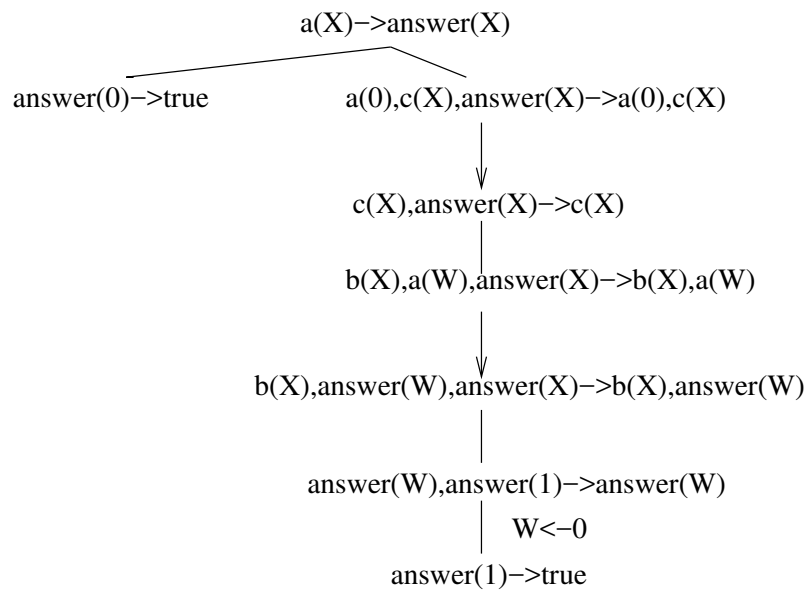 a(X)−>answer(X)
answer(0)−>true
a(0),c(X),answer(X)−>a(0),c(X)
c(X),answer(X)−>c(X)
b(X),a(W),answer(X)−>b(X),a(W)
b(X),answer(W),answer(X)−>b(X),answer(W)
answer(W),answer(1)−>answer(W)
W<−0
answer(1)−>true